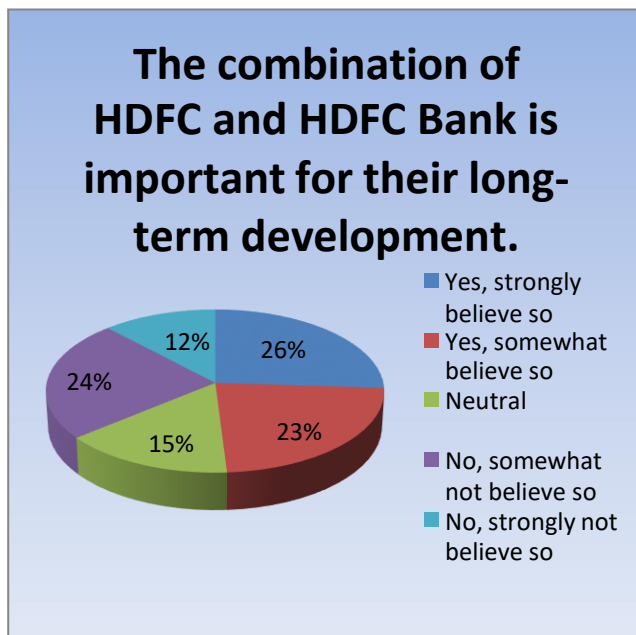 The combination of
HDFC and HDFC Bank is
important for their long-
term development.
Yes, strongly
believe so
Yes, somewhat
believe so
Neutral
No, somewhat
not believe so
No, strongly not
believe so
12%
26%
24%
23%
15%